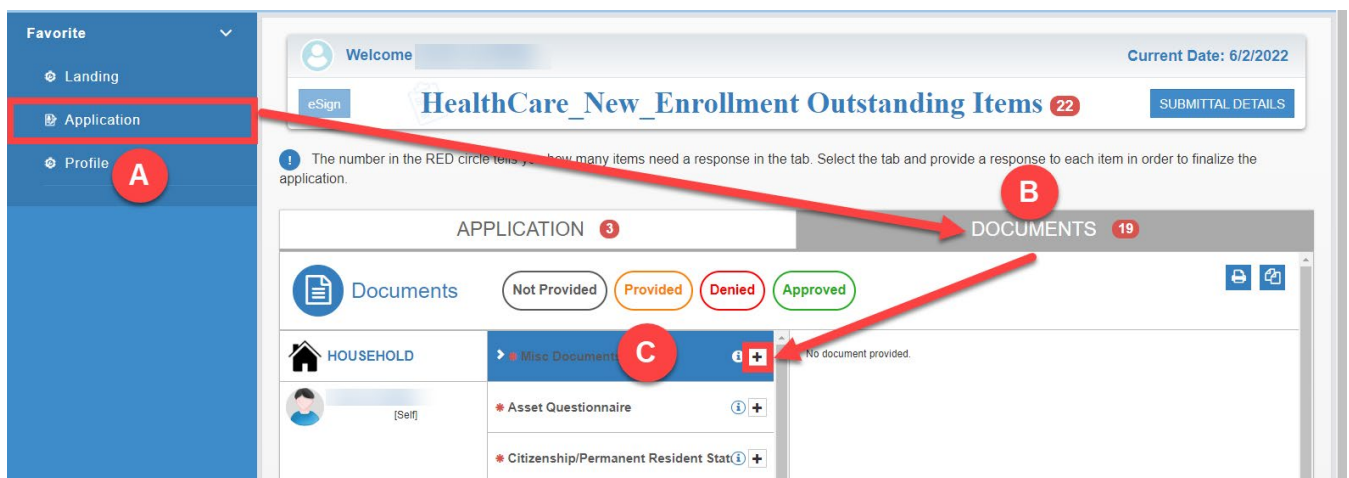 Favorite
Landing
Application
Profile
A
Welcome
Current Date: 6/2/2022
eSign
HealthCare_New_Enrollment Outstanding Items 22
SUBMITTAL DETAILS
! The number in the RED circle tells you how many items need a response in the tab. Select the tab and provide a response to each item in order to finalize the
application.
B
APPLICATION 3
DOCUMENTS 19
Documents
Not Provided
Provided
Denied
Approved
HOUSEHOLD
* Misc Documents
C
i +
No document provided.
[Self]
* Asset Questionnaire i +
* Citizenship/Permanent Resident Stat i +